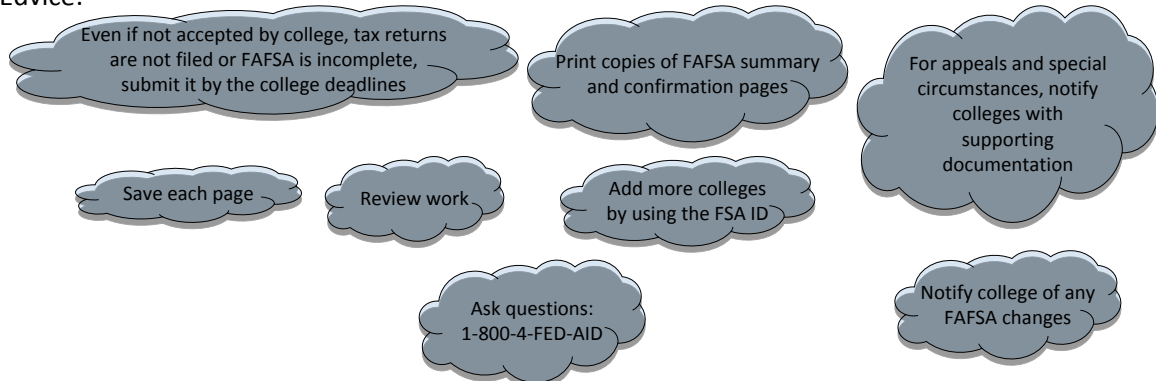 Even if not accepted by college, tax returns
are not filed or FAFSA is incomplete,
submit it by the college deadlines
Print copies of FAFSA summary
and confirmation pages
For appeals and special
circumstances, notify
colleges with
supporting
documentation
Save each page
Review work
Add more colleges
by using the FSA ID
Ask questions:
1-800-4-FED-AID
Notify college of any
FAFSA changes